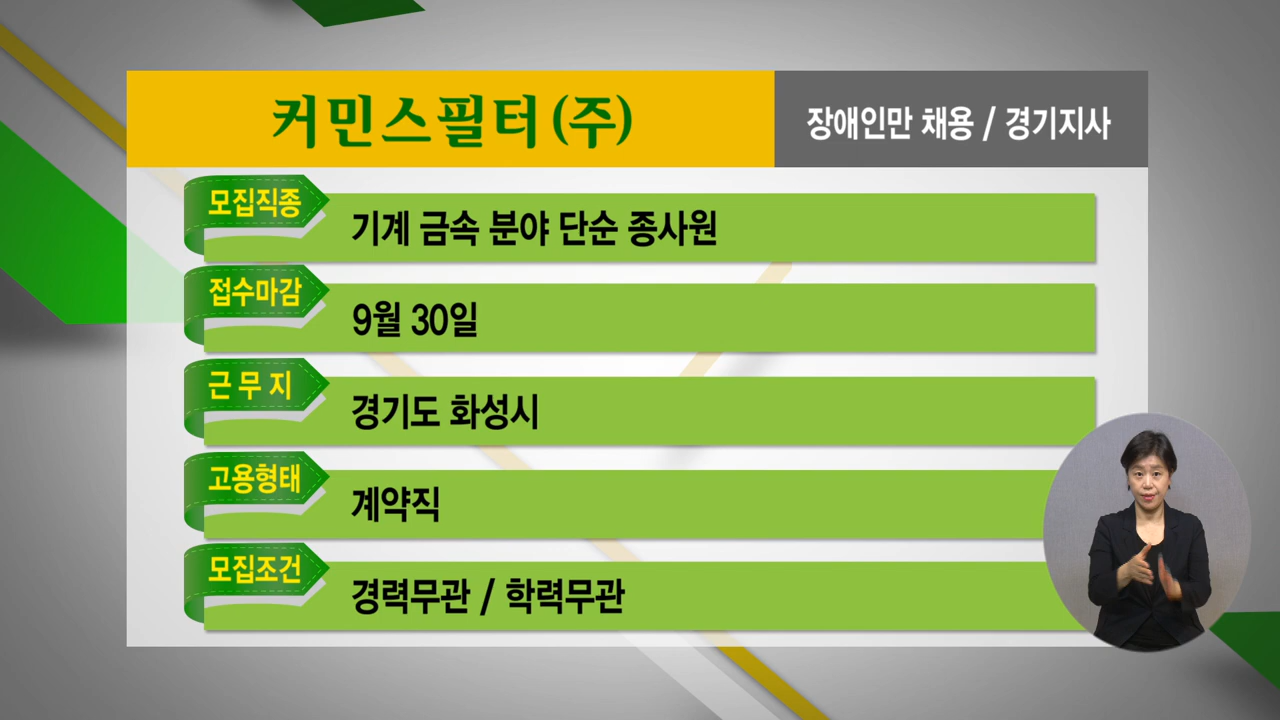 커민스필터(주)
장애인만 채용 / 경기지사
모집직종
기계 금속 분야 단순 종사원
접수마감
9월 30일
근 무 지
경기도 화성시
고용형태
계약직
모집조건
경력무관 / 학력무관